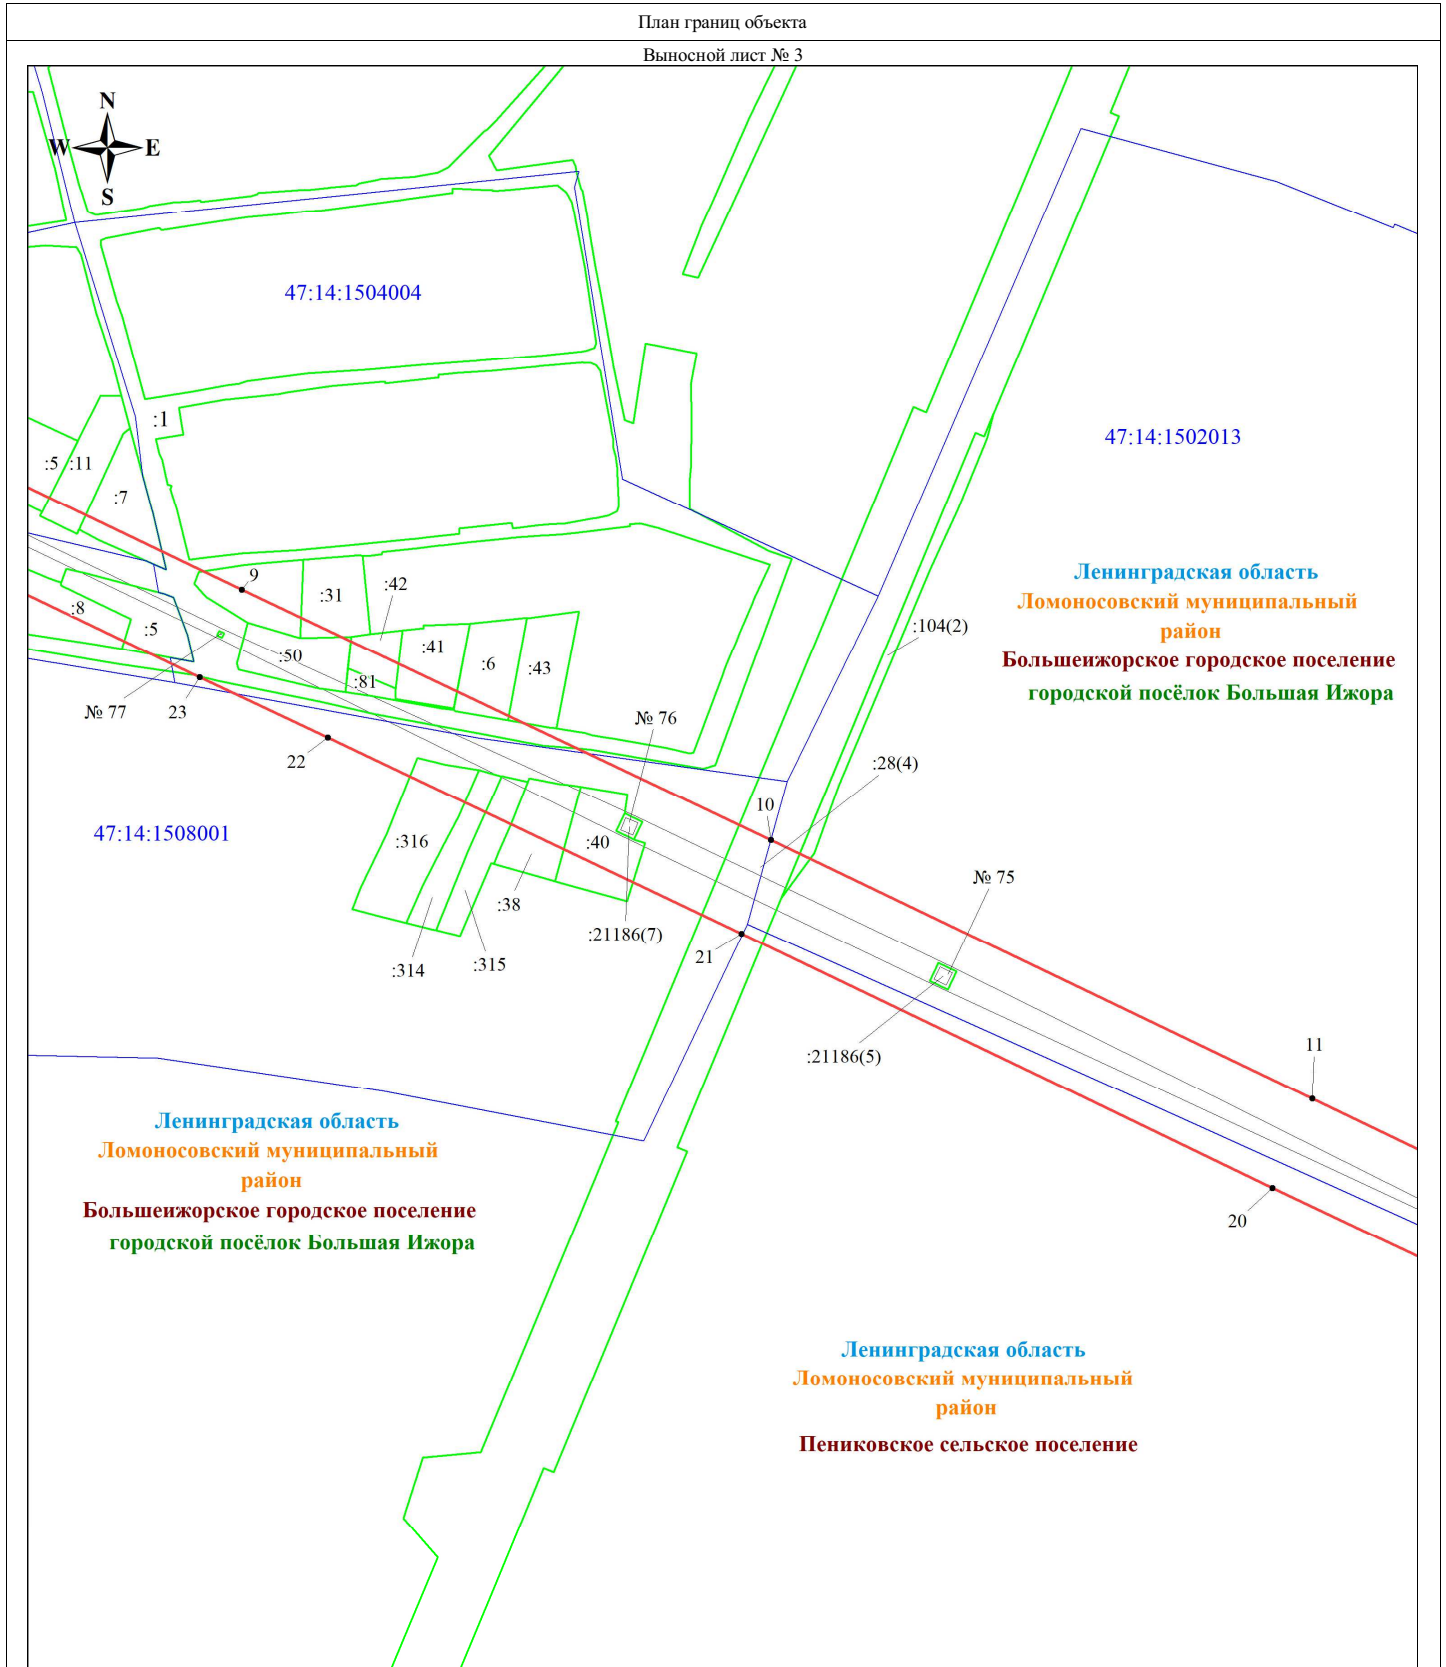 План границ объекта
Выносной лист № 3
N
W E
S
47:14:1504004
:1
47:14:1502013
:5 :11
:7
9
:31
:42
:8
:5
:50
:41
:6
:43
:81
№ 77
23
22
№ 76
:104(2)
Ленинградская область
Ломоносовский муниципальный
район
Большеижорское городское поселение
городской посёлок Большая Ижора
:28(4)
10
47:14:1508001
:316
:40
:38
:21186(7)
:314
:315
21
№ 75
:21186(5)
11
20
Ленинградская область
Ломоносовский муниципальный
район
Большеижорское городское поселение
городской посёлок Большая Ижора
Ленинградская область
Ломоносовский муниципальный
район
Пениковское сельское поселение